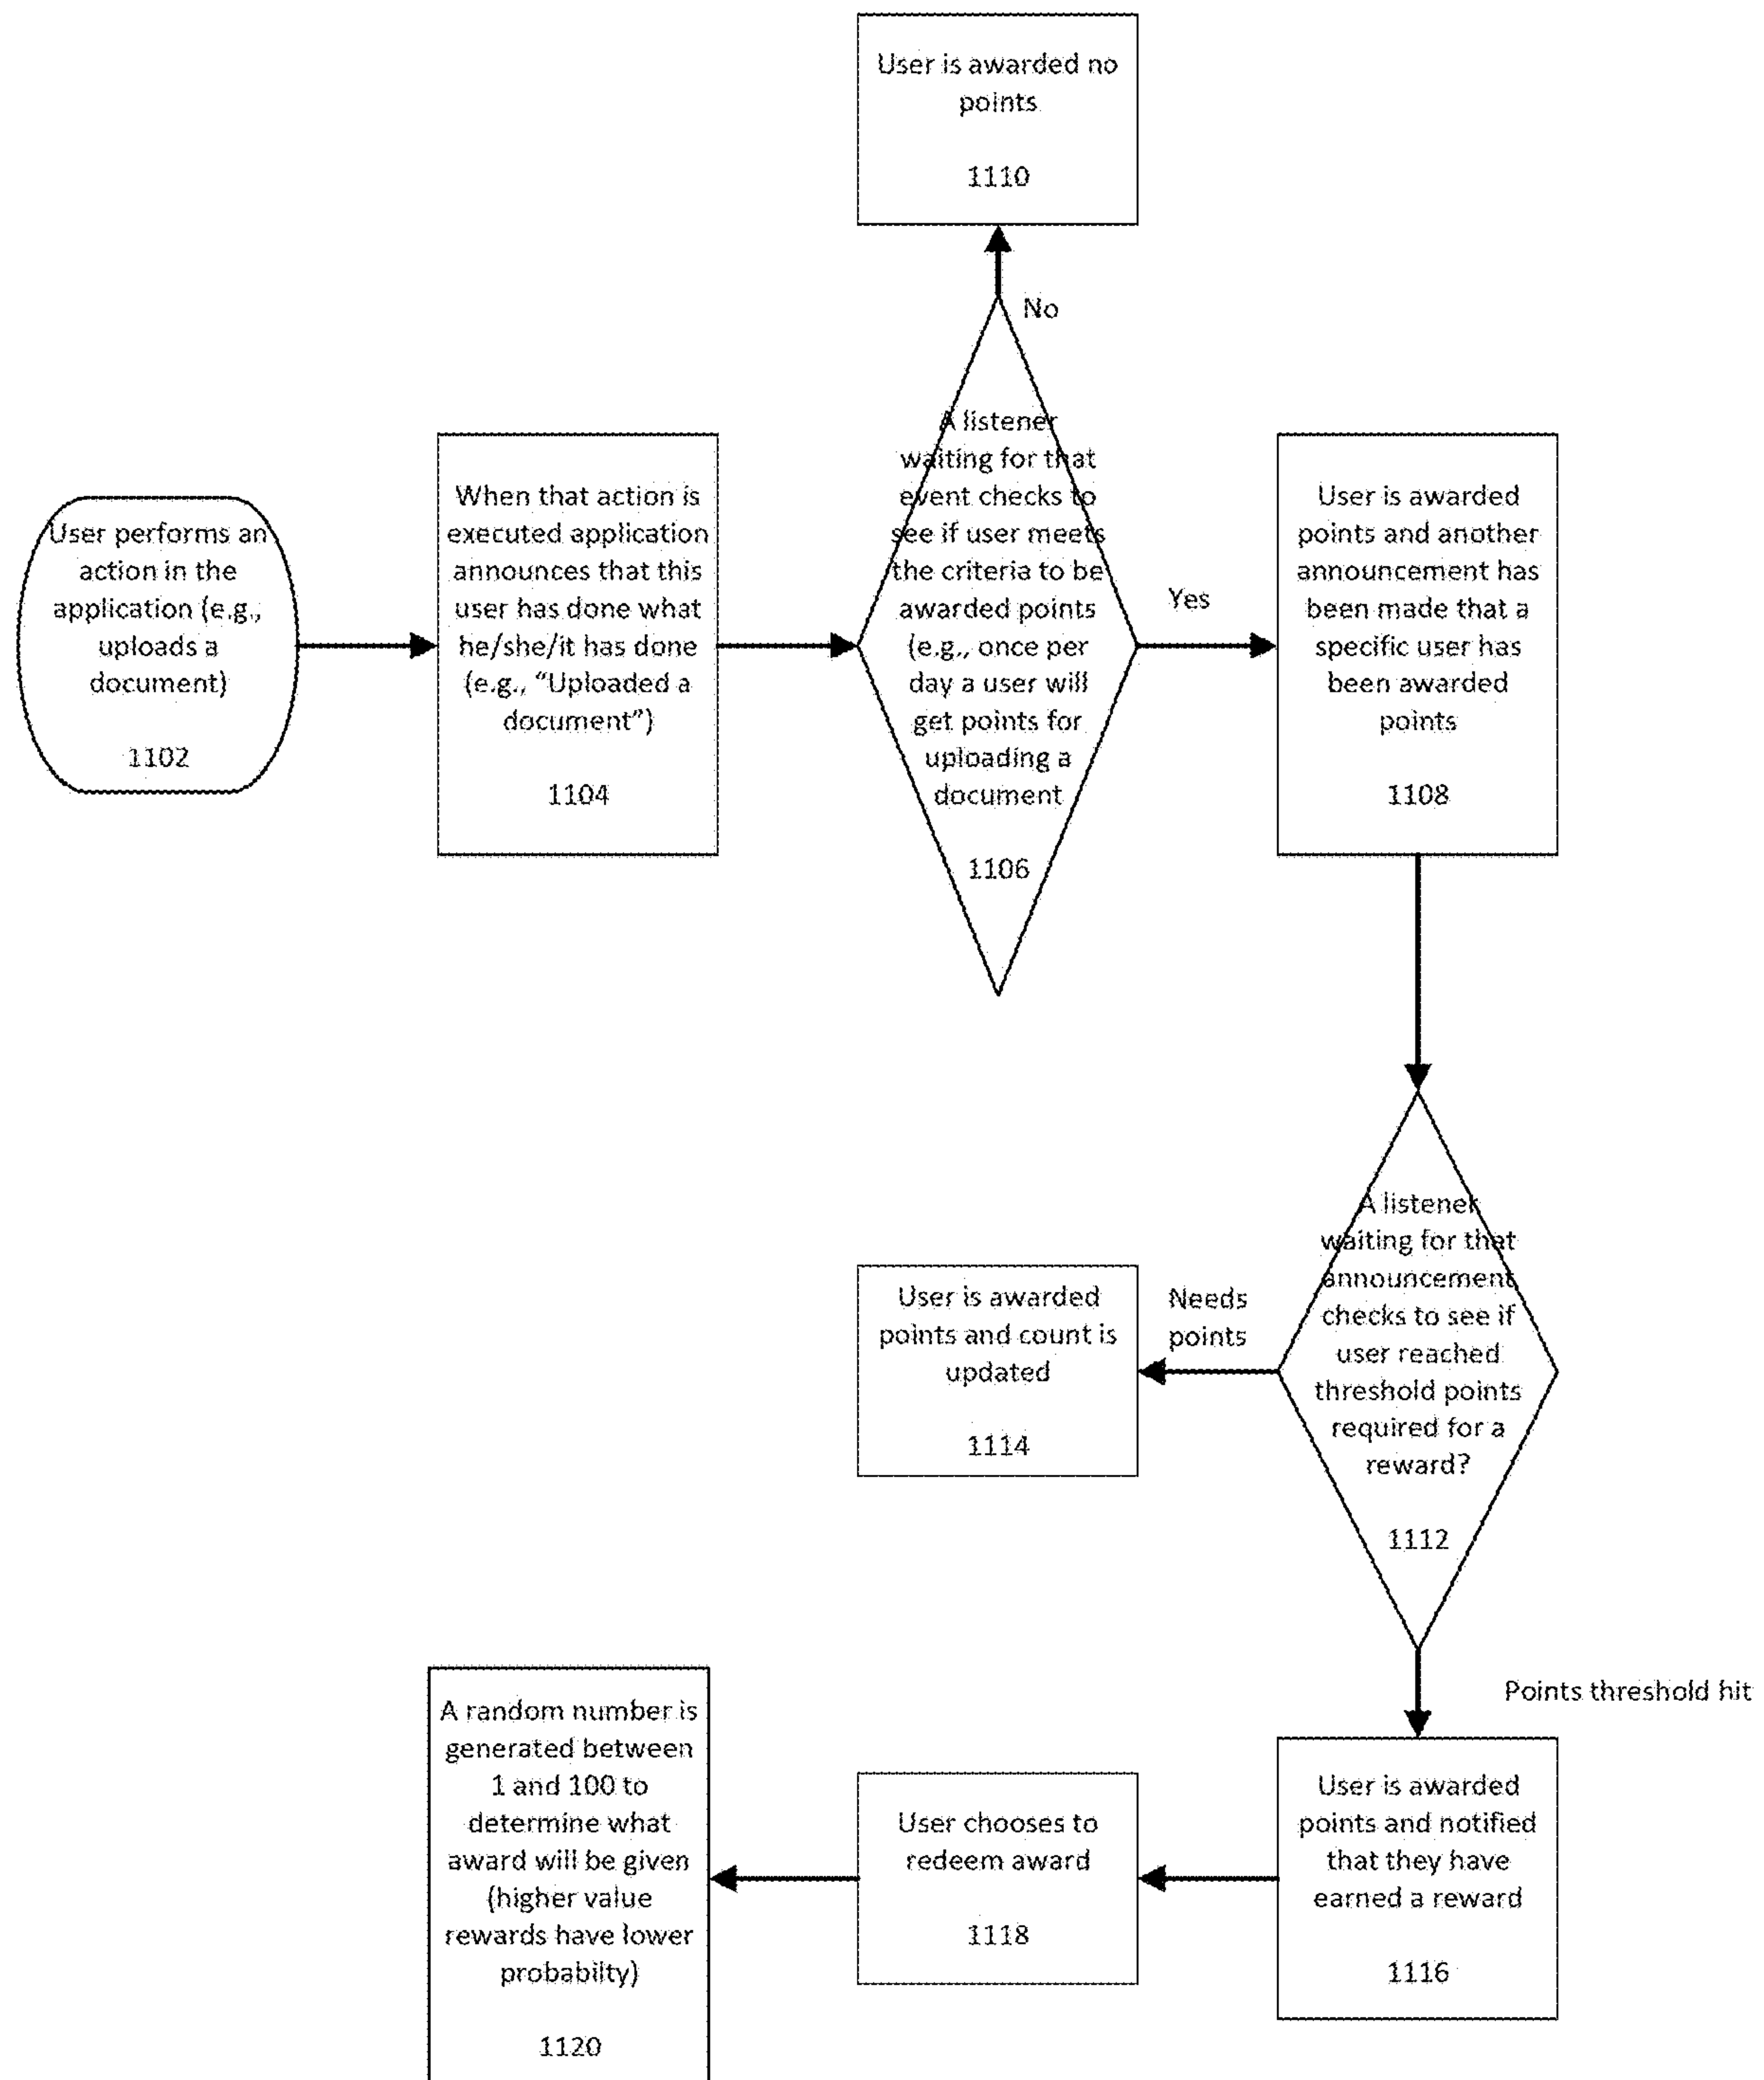 User is awarded no
points
1110
No
User performs an
action in the
application (e.g.,
uploads a
document)
1102
When that action is
executed application
announces that this
user has done what
he/she/it has done
(e.g., “Uploaded a
document”)
1104
A listener
waiting for that
event checks to
see if user meets
the criteria to be
awarded points
(e.g., once per
day a user will
get points for
uploading a
document
1106
Yes
User is awarded
points and another
announcement has
been made that a
specific user has
been awarded
points
1108
A listener
waiting for that
announcement
checks to see if
user reached
threshold points
required for a
reward?
1112
Needs
points
User is awarded
points and count is
updated
1114
Points threshold hit
User is awarded
points and notified
that they have
earned a reward
1116
User chooses to
redeem award
1118
A random number is
generated between
1 and 100 to
determine what
award will be given
(higher value
rewards have lower
probabilty)
1120